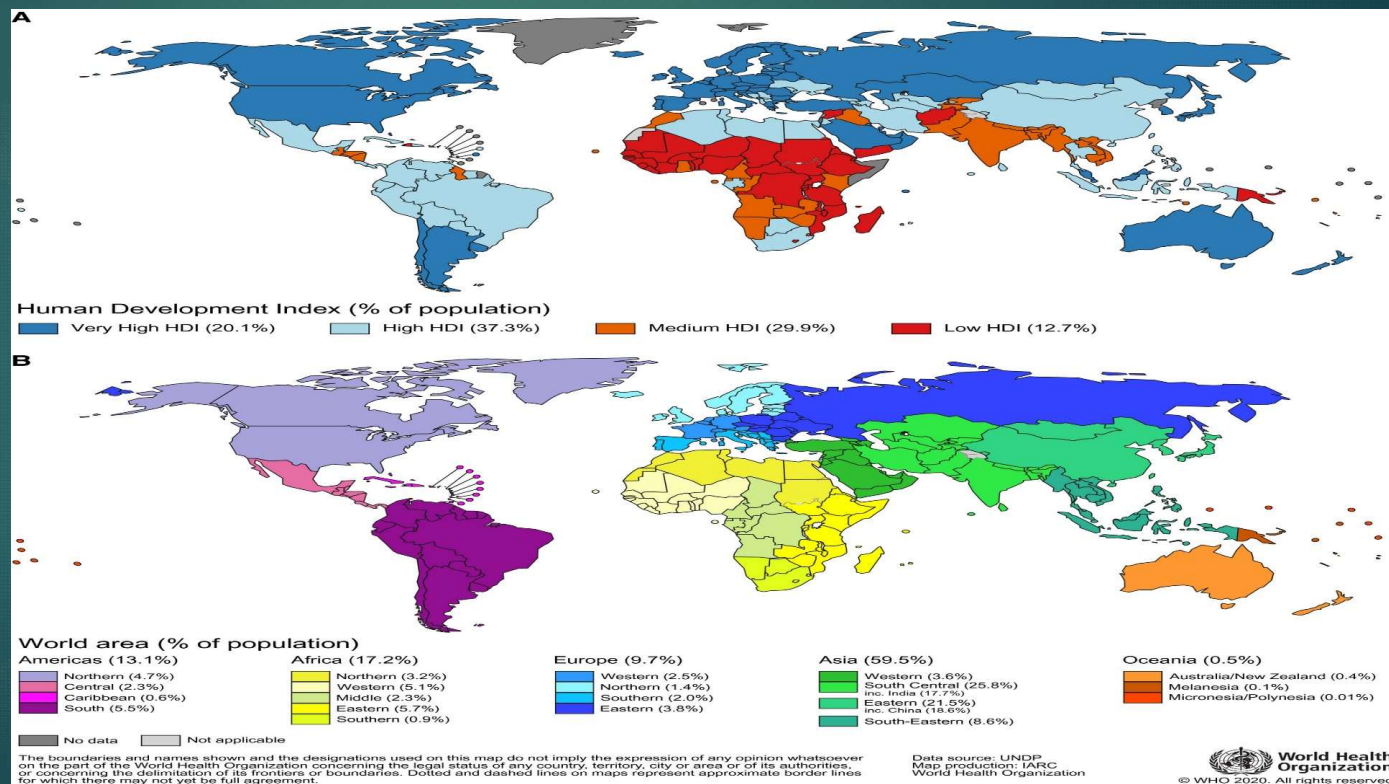 A
Human Development Index (% of population)
Very High HDI (20.1%)
High HDI (37.3%)
Medium HDI (29.9%)
Low HDI (12.7%)
B
World area (% of population)
Americas (13.1%)
Northern (4.7%)
Central (2.3%)
Caribbean (0.6%)
South (5.5%)
Africa (17.2%)
Northern (3.2%)
Western (5.1%)
Middle (2.3%)
Eastern (5.7%)
Southern (0.9%)
Europe (9.7%)
Western (2.5%)
Northern (1.4%)
Southern (2.0%)
Eastern (3.8%)
Asia (59.5%)
Western (3.6%)
South Central (25.8%)
inc. India (17.7%)
Eastern (21.5%)
inc. China (18.6%)
South-Eastern (8.6%)
Oceania (0.5%)
Australia/New Zealand (0.4%)
Melanesia (0.1%)
Micronesia/Polynesia (0.01%)
No data
Not applicable
The boundaries and names shown and the designations used on this map do not imply the expression of any opinion whatsoever
on the part of the World Health Organization concerning the legal status of any country, territory, city or area or of its authorities,
or concerning the delimitation of its frontiers or boundaries. Dotted and dashed lines on maps represent approximate border lines
for which there may not yet be full agreement.
Data source: UNDP
Map production: IARC
World Health Organization
World Health
Organization
© WHO 2020. All rights reserved